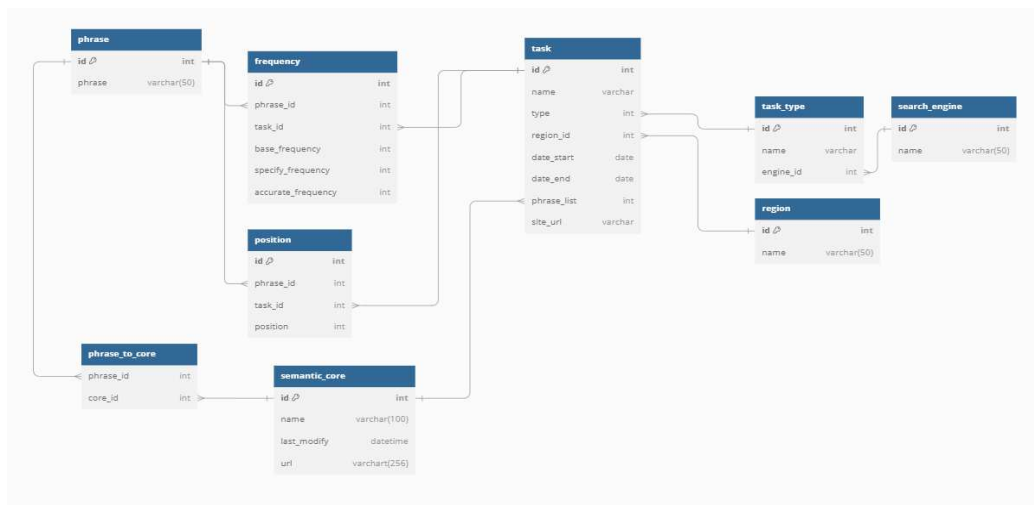 phrase
id int
phrase varchar(50)
frequency
id int
phrase_id int
task_id int
base_frequency int
specify_frequency int
accurate_frequency int
position
id int
phrase_id int
task_id int
position int
phrase_to_core
phrase_id int
core_id int
semantic_core
id int
name varchar(100)
last_modify datetime
url varchart(256)
task
id int
name varchar
type int
region_id int
date_start date
date_end date
phrase_list int
site_url varchar
task_type
id int
name varchar
engine_id int
search_engine
id int
name varchar(50)
region
id int
name varchar(50)